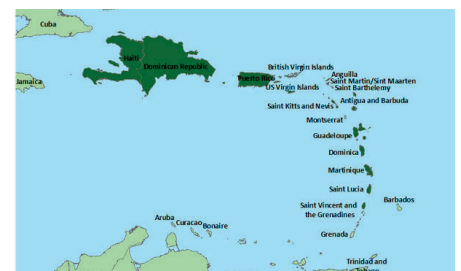 Cuba
Haiti
Dominican Republic
Jamaica
Puerto Rico
British Virgin Islands
US Virgin Islands
Anguilla
Saint Martin/Sint Maarten
Saint Barthelemy
Saint Kitts and Nevis
Antigua and Barbuda
Montserrat
Guadeloupe
Dominica
Martinique
Saint Lucia
Saint Vincent and
the Grenadines
Barbados
Grenada
Aruba
Curacao
Bonaire
Trinidad and